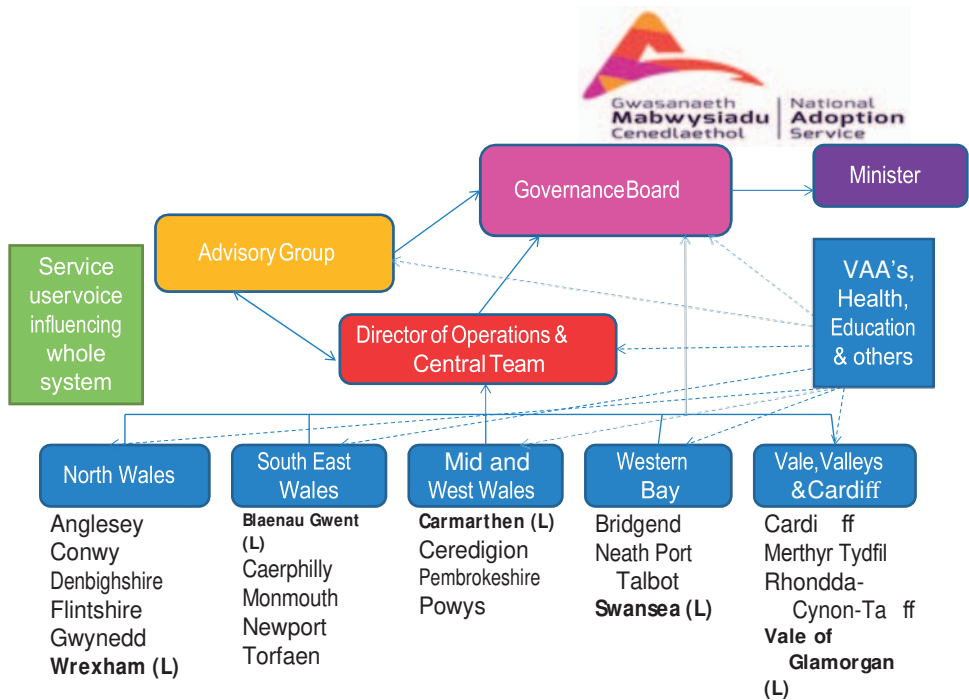 Gwasanaeth
Mabwysiadu
Cenedlaethol
National
Adoption
Service
Governance Board
Minister
Advisory Group
Service
uservoice
influencing
whole
system
VAA's,
Health,
Education
& others
Director of Operations &
Central Team
North Wales
South East
Wales
Mid and
West Wales
Western
Bay
Vale, Valleys
& Cardiff
Anglesey
Conwy
Denbighshire
Flintshire
Gwynedd
Wrexham (L)
Blaenau Gwent
(L)
Caerphilly
Monmouth
Newport
Torfaen
Carmarthen (L)
Ceredigion
Pembrokeshire
Powys
Bridgend
Neath Port
Talbot
Swansea (L)
Cardi ff
Merthyr Tydfil
Rhondda-
Cynon-Ta ff
Vale of
Glamorgan
(L)